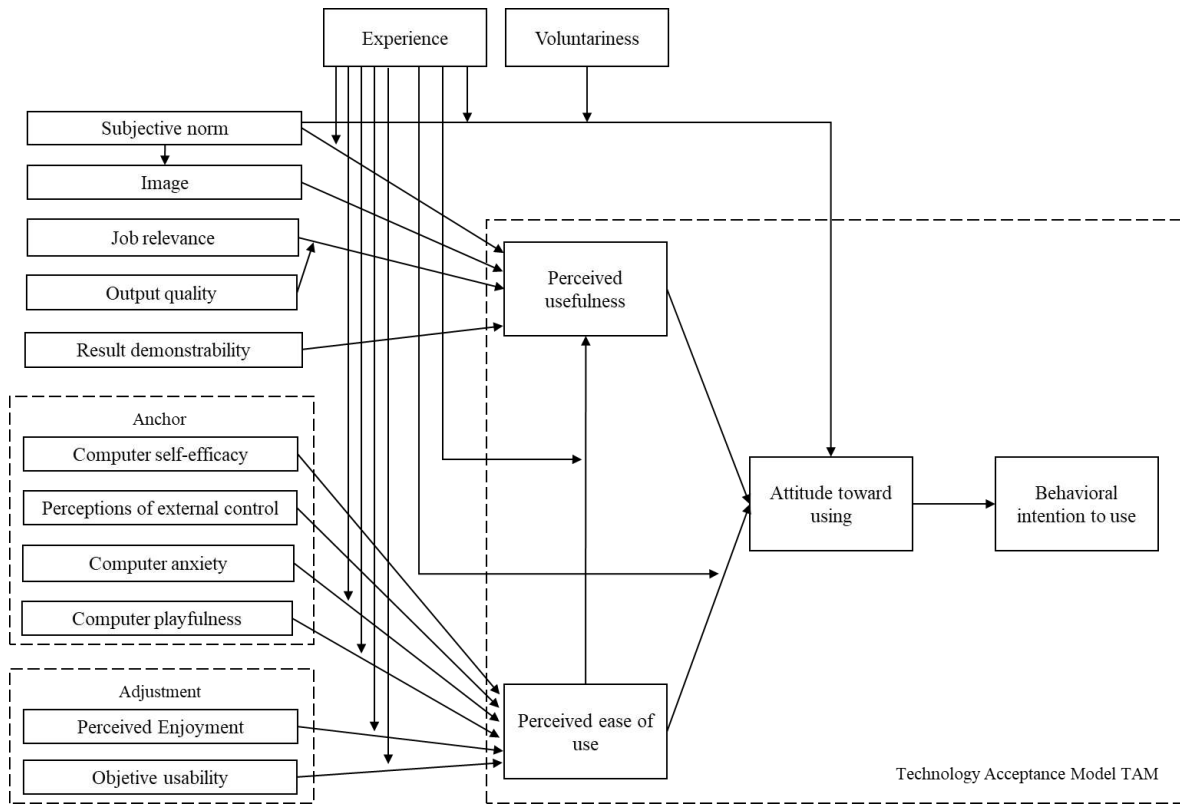 Experience
Voluntariness
Subjective norm
Image
Job relevance
Output quality
Result demonstrability
Perceived
usefulness
Anchor
Computer self-efficacy
Perceptions of external control
Computer anxiety
Computer playfulness
Attitude toward
using
Behavioral
intention to use
Adjustment
Perceived Enjoyment
Objetive usability
Perceived ease of
use
Technology Acceptance Model TAM